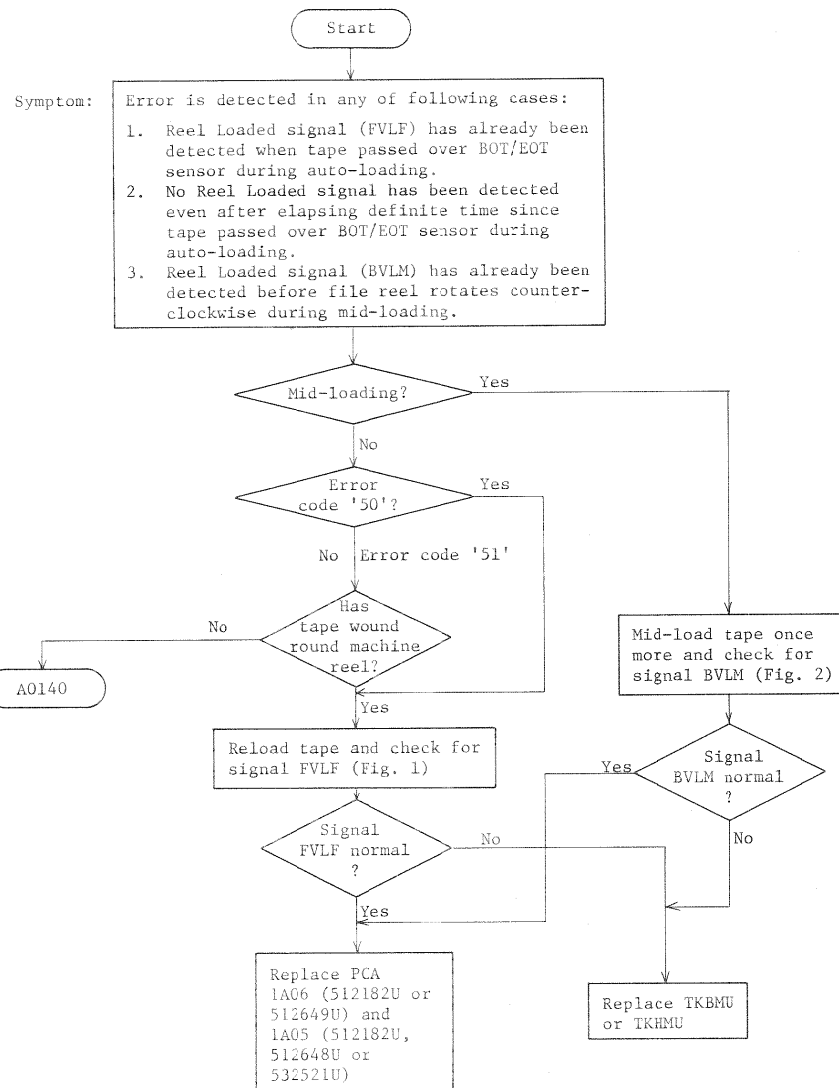 Start
Symptom:
Error is detected in any of following cases:
1. Reel Loaded signal (FVLF) has already been
detected when tape passed over BOT/EOT
sensor during auto-loading.
2. No Reel Loaded signal has been detected
even after elapsing definite time since
tape passed over BOT/EOT sensor during
auto-loading.
3. Reel Loaded signal (BVLM) has already been
detected before file reel rotates counter-
clockwise during mid-loading.
Mid-loading?
Yes
No
Error
code '50'?
Yes
No Error code '51'
Has
tape wound
round machine
reel?
No
A0140
Yes
Mid-load tape once
more and check for
signal BVLM (Fig. 2)
Reload tape and check for
signal FVLF (Fig. 1)
Signal
BVLM normal
?
Yes
No
Signal
FVLF normal
?
No
Yes
Replace PCA
1A06 (512182U or
512649U) and
1A05 (512182U,
512648U or
532521U)
Replace TKBMU
or TKHMU